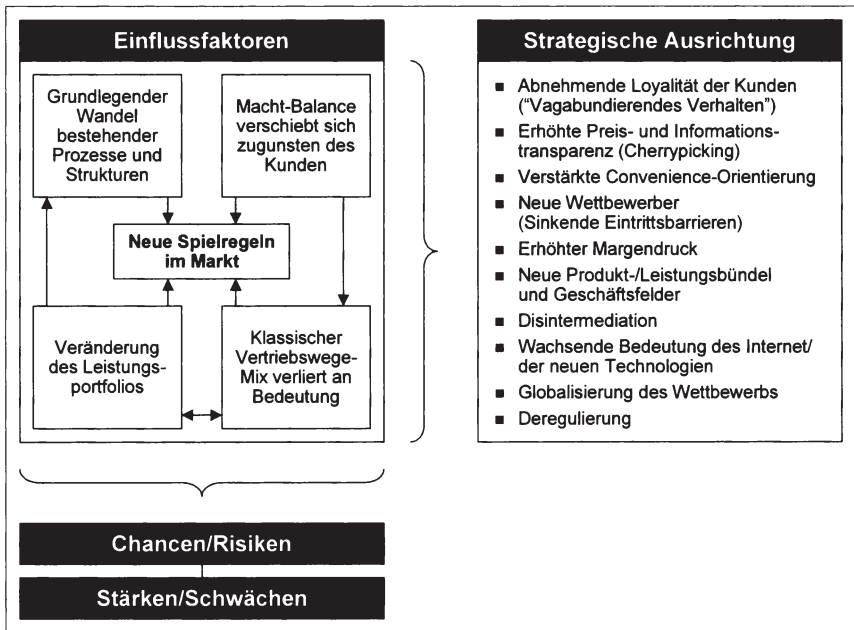 Einflussfaktoren
Grundlegender
Wandel
bestehender
Prozesse und
Strukturen
Macht-Balance
verschiebt sich
zugunsten des
Kunden
Neue Spielregeln
im Markt
Veränderung
des Leistungs-
portfolios
Klassischer
Vertriebswege-
Mix verliert an
Bedeutung
Strategische Ausrichtung
■ Abnehmende Loyalität der Kunden
("Vagabundierendes Verhalten")
■ Erhöhte Preis- und Informations-
transparenz (Cherrypicking)
■ Verstärkte Convenience-Orientierung
■ Neue Wettbewerber
(Sinkende Eintrittsbarrieren)
■ Erhöhter Margendruck
■ Neue Produkt-/Leistungsbündel
und Geschäftsfelder
■ Disintermediation
■ Wachsende Bedeutung des Internet/
der neuen Technologien
■ Globalisierung des Wettbewerbs
■ Deregulierung
Chancen/Risiken
Stärken/Schwächen